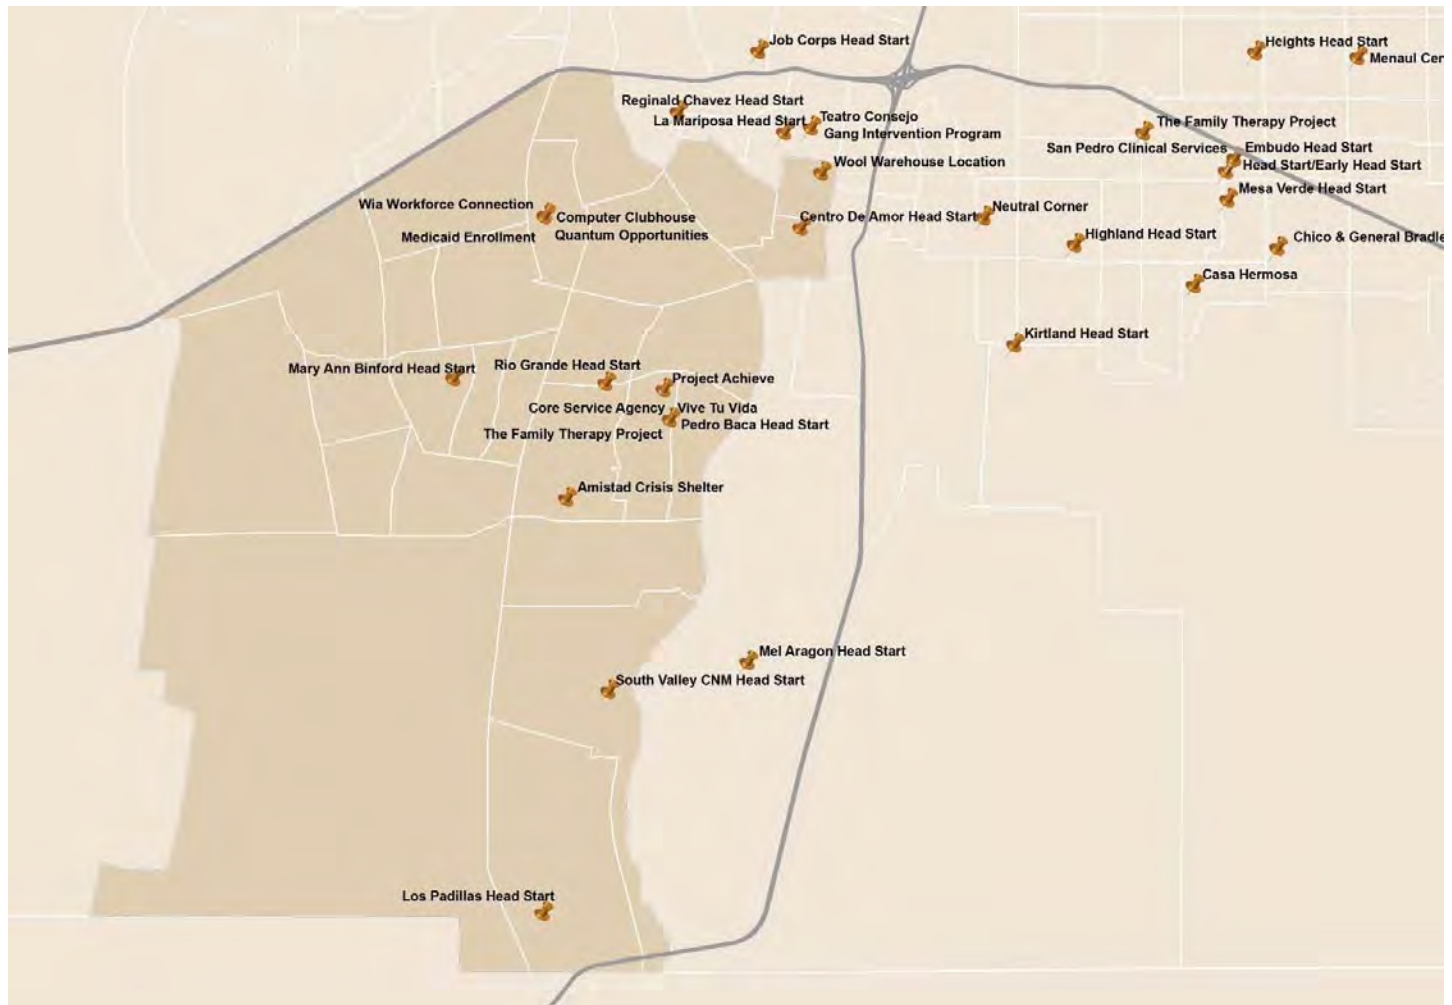 Job Corps Head Start
Heights Head Start
Menaul Cen
Reginald Chavez Head Start
La Mariposa Head Start
Teatro Consejo
Gang Intervention Program
The Family Therapy Project
San Pedro Clinical Services
Embudo Head Start
Head Start/Early Head Start
Wool Warehouse Location
Mesa Verde Head Start
Wia Workforce Connection
Computer Clubhouse
Quantum Opportunities
Medicaid Enrollment
Centro De Amor Head Start
Neutral Corner
Highland Head Start
Chico & General Bradle
Casa Hermosa
Kirtland Head Start
Mary Ann Binford Head Start
Rio Grande Head Start
Project Achieve
Core Service Agency
Vive Tu Vida
Pedro Baca Head Start
The Family Therapy Project
Amistad Crisis Shelter
Mel Aragon Head Start
South Valley CNM Head Start
Los Padillas Head Start